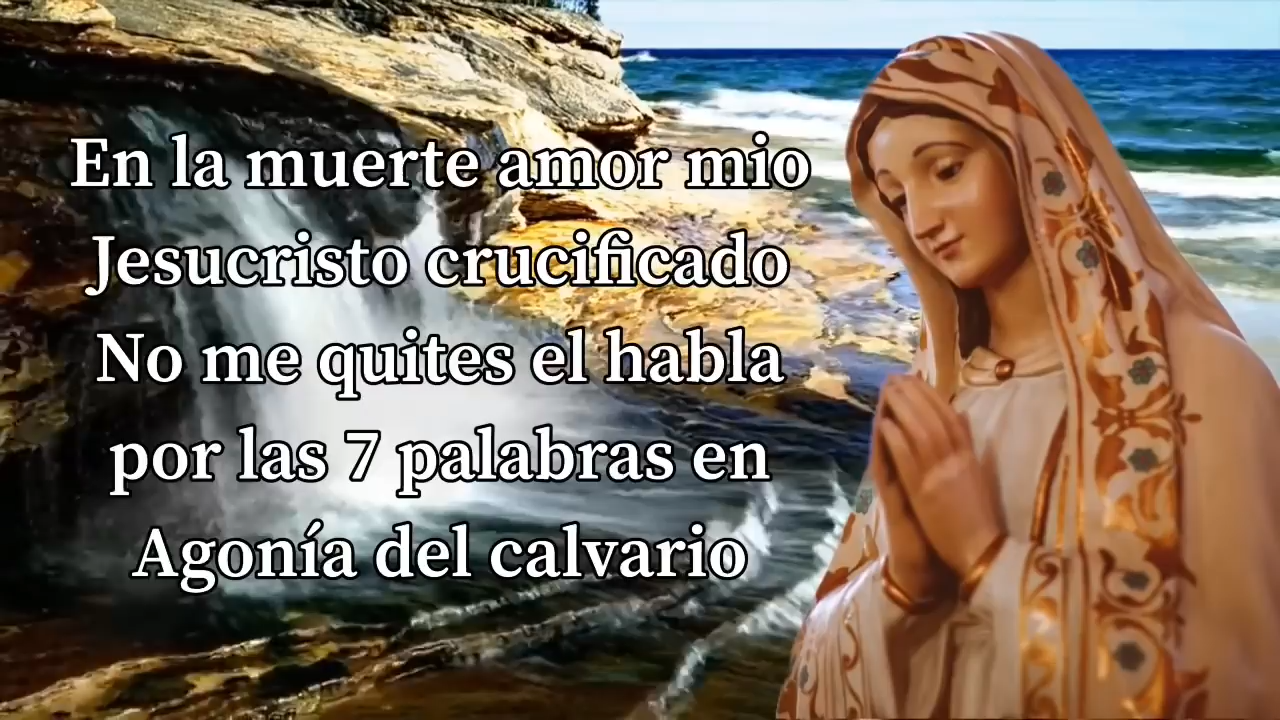 En la muerte amor mio
Jesucristo crucificado
No me quites el habla
por las 7 palabras en
Agonía del calvario